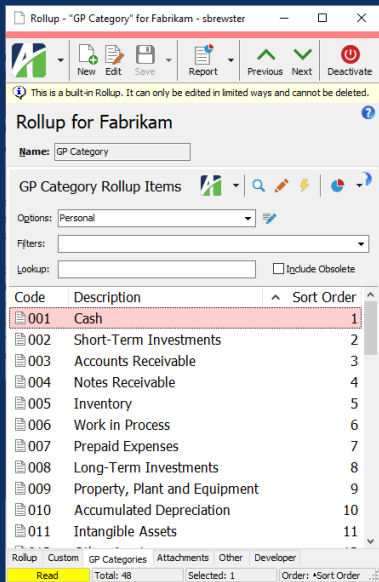 Rollup - "GP Category" for Fabrikam - sbrewster
New Edit Save Report Previous Next Deactivate
This is a built-in Rollup. It can only be edited in limited ways and cannot be deleted.
Rollup for Fabrikam
Name: GP Category
GP Category Rollup Items
Options: Personal
Filters:
Lookup: Include Obsolete
Code Description Sort Order
001 Cash 1
002 Short-Term Investments 2
003 Accounts Receivable 3
004 Notes Receivable 4
005 Inventory 5
006 Work in Process 6
007 Prepaid Expenses 7
008 Long-Term Investments 8
009 Property, Plant and Equipment 9
010 Accumulated Depreciation 10
011 Intangible Assets 11
Rollup Custom GP Categories Attachments Other Developer
Read Total: 48 Selected: 1 Order: Sort Order